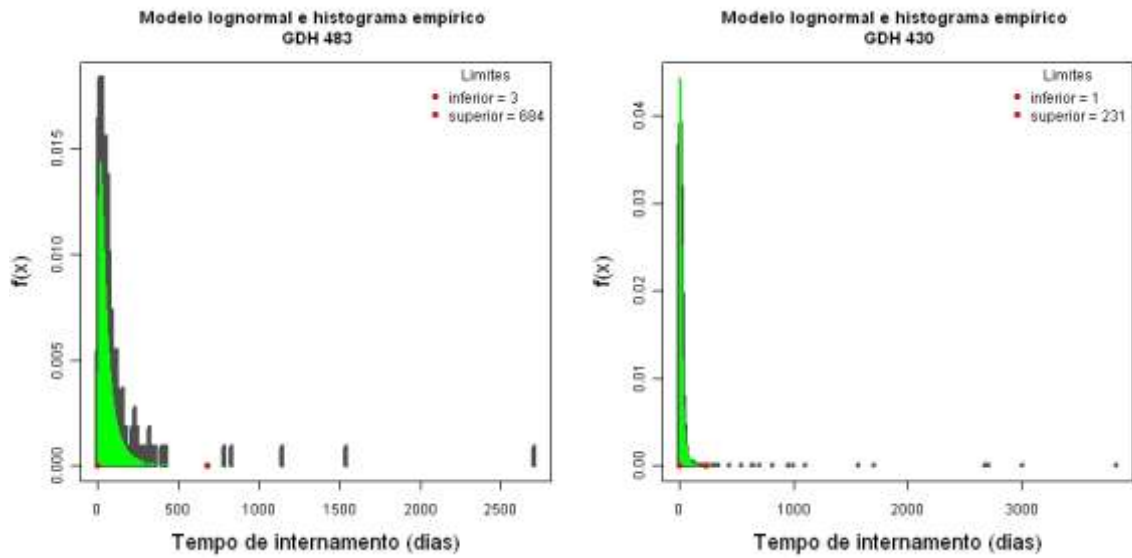 Modelo lognormal e histograma empírico
GDH 483
Limites
inferior = 3
superior = 684
f(x)
0.015
0.010
0.005
0.000
0
500
1000
1500
2000
2500
Tempo de internamento (dias)
Modelo lognormal e histograma empírico
GDH 430
Limites
inferior = 1
superior = 231
f(x)
0.04
0.03
0.02
0.01
0.00
0
1000
2000
3000
Tempo de internamento (dias)